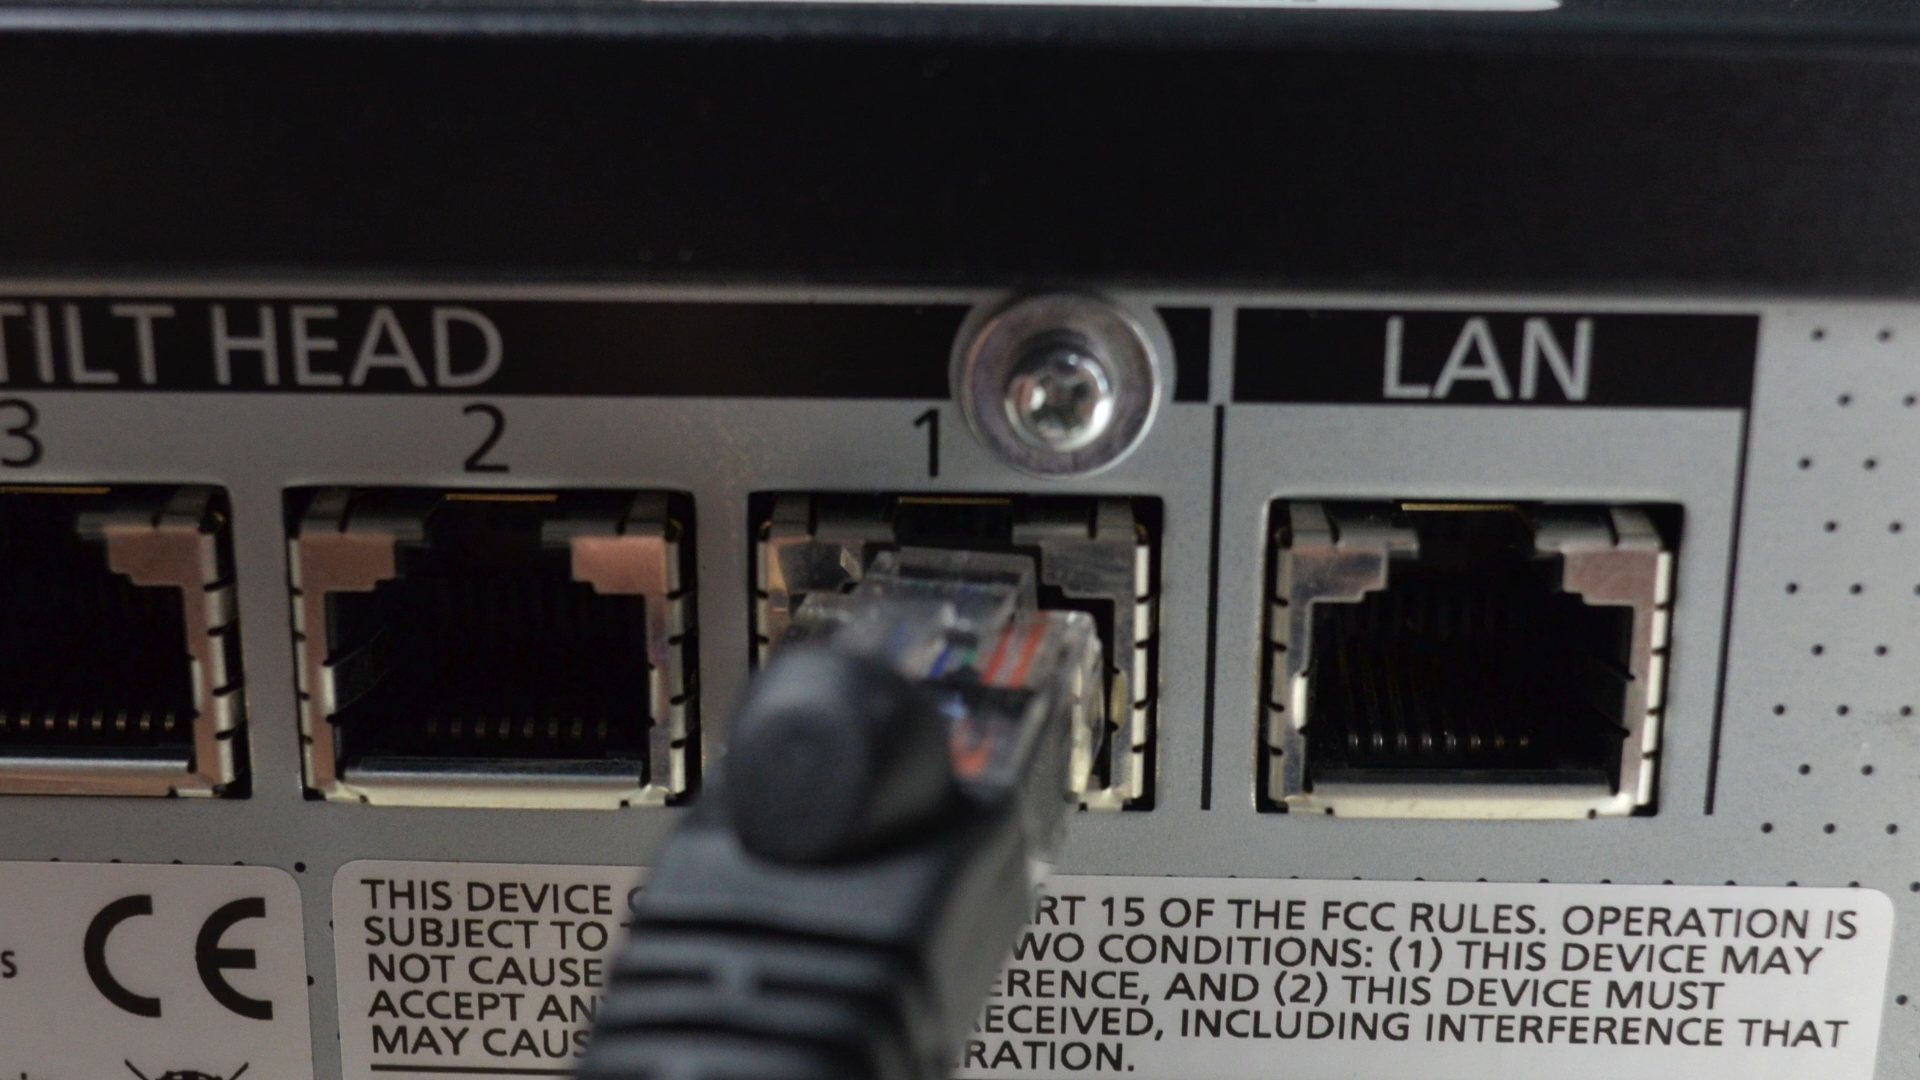 TILT HEAD
LAN
3
2
1
CE
s
THIS DEVICE ART 15 OF THE FCC RULES. OPERATION IS
SUBJECT TO TWO CONDITIONS: (1) THIS DEVICE MAY
NOT CAUSE ERENCE, AND (2) THIS DEVICE MUST
ACCEPT AN RECEIVED, INCLUDING INTERFERENCE THAT
MAY CAUS ERATION.